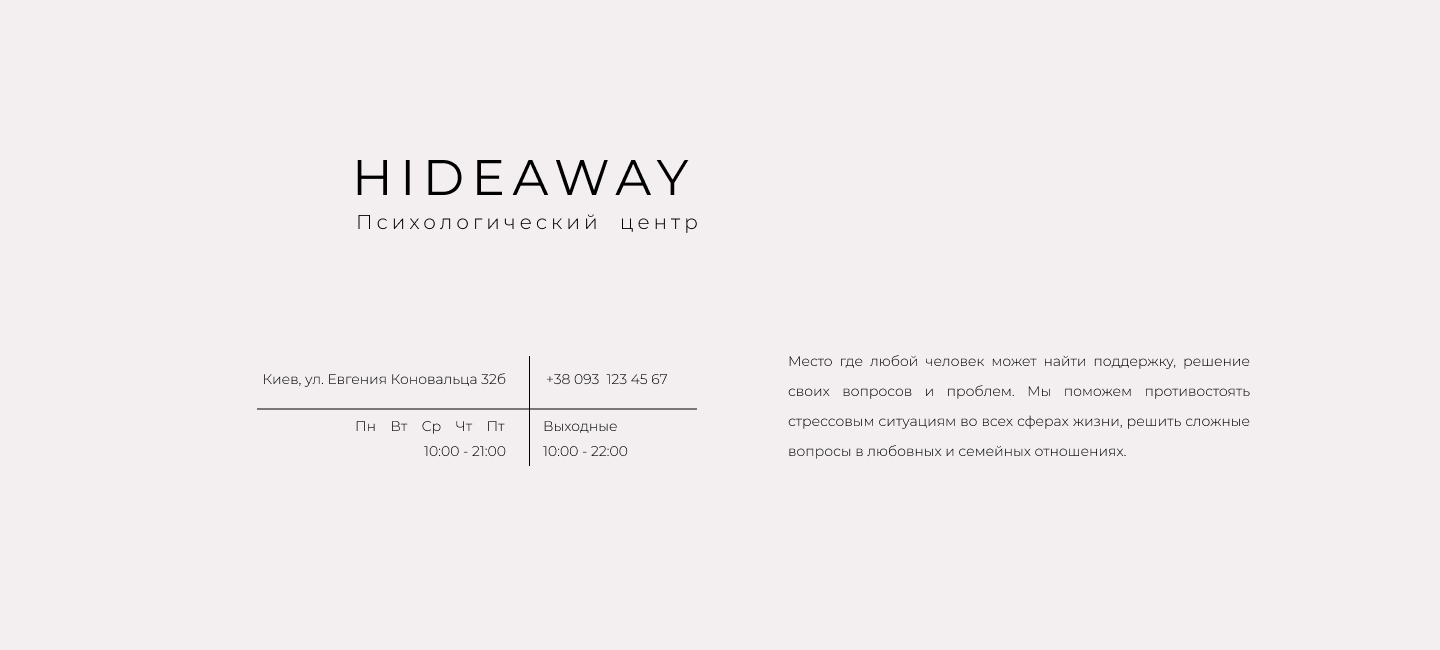 HIDEAWAY
Психологический центр
Киев, ул. Евгения Коновальца 32б
+38 093 123 45 67
Пн Вт Ср Чт Пт
10:00 - 21:00
Выходные
10:00 - 22:00
Место где любой человек может найти поддержку, решение
своих вопросов и проблем. Мы поможем противостоять
стрессовым ситуациям во всех сферах жизни, решить сложные
вопросы в любовных и семейных отношениях.